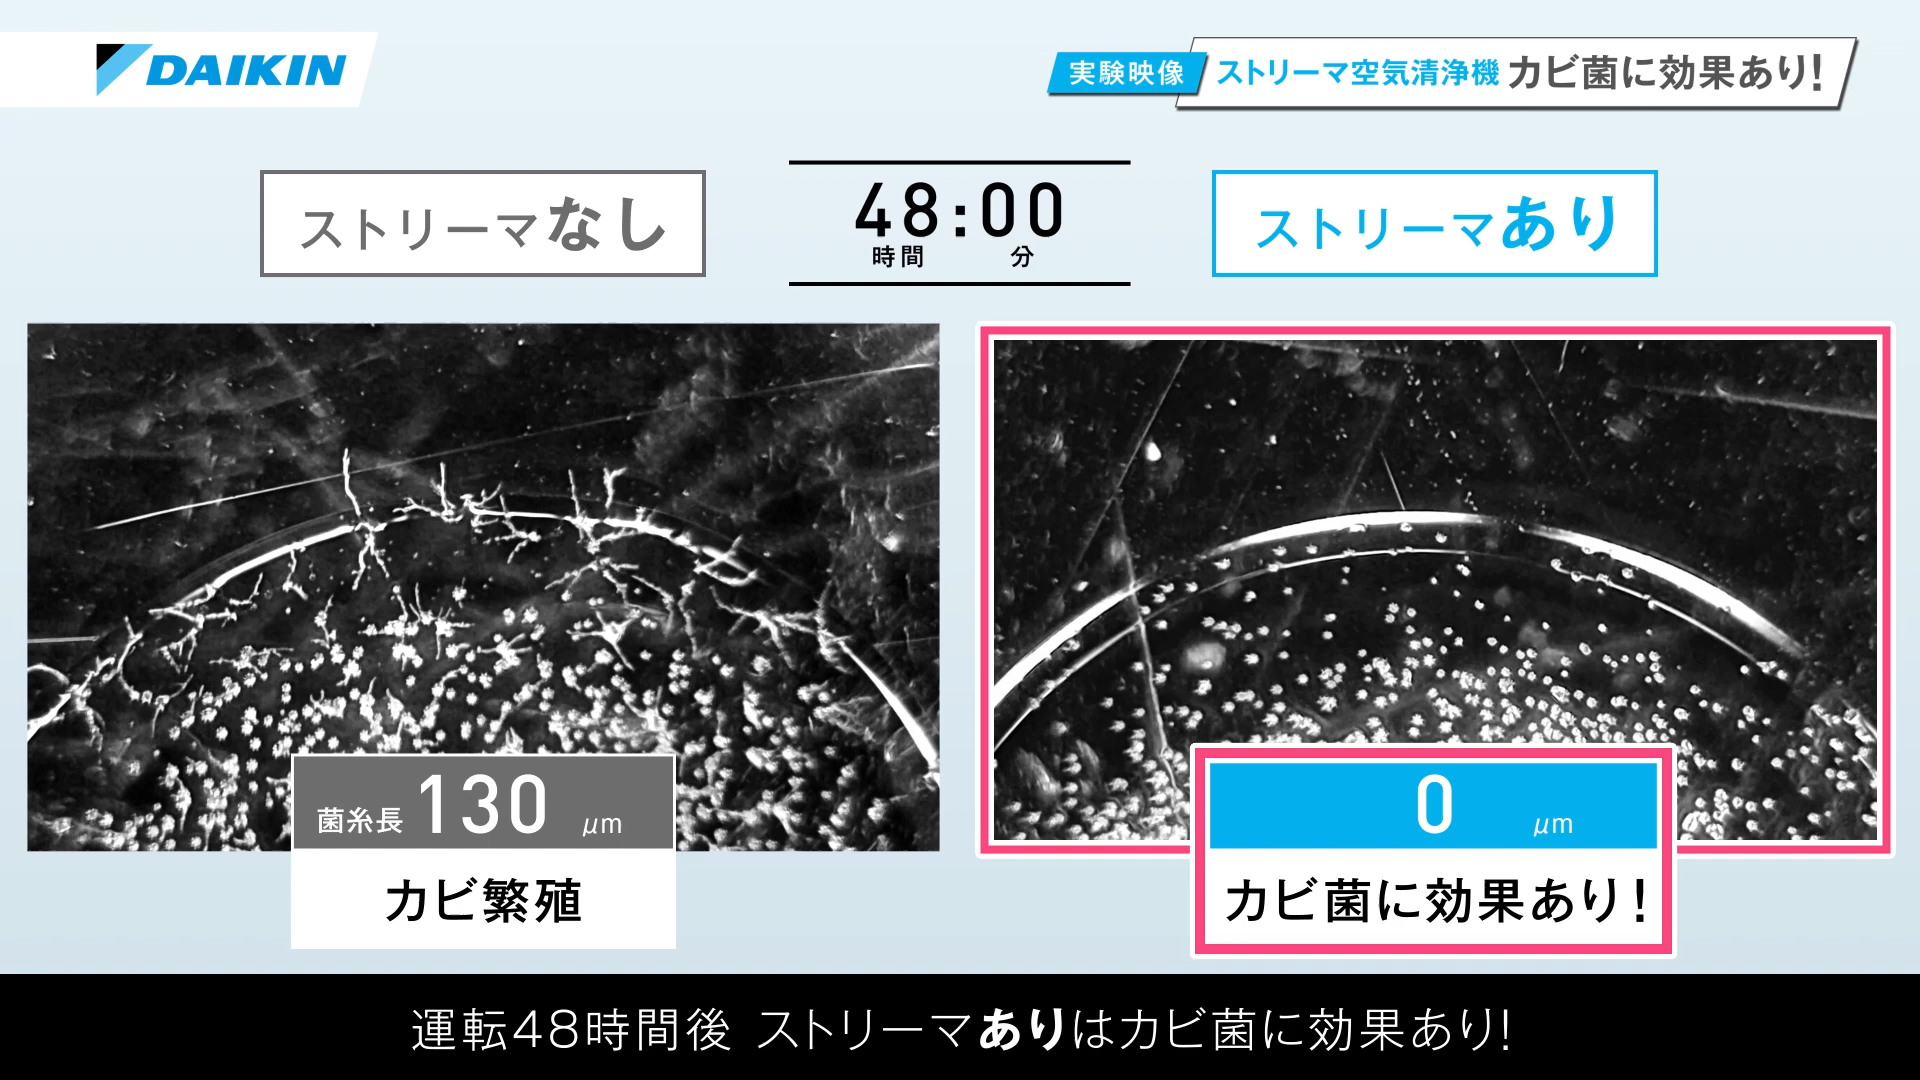 DAIKIN
実験映像 ストリーマ空気清浄機 カビ菌に効果あり!
ストリーマなし
48:00
時間 分
ストリーマあり
菌糸長 130 μm
カビ繁殖
0 μm
カビ菌に効果あり!
運転48時間後 ストリーマありはカビ菌に効果あり!